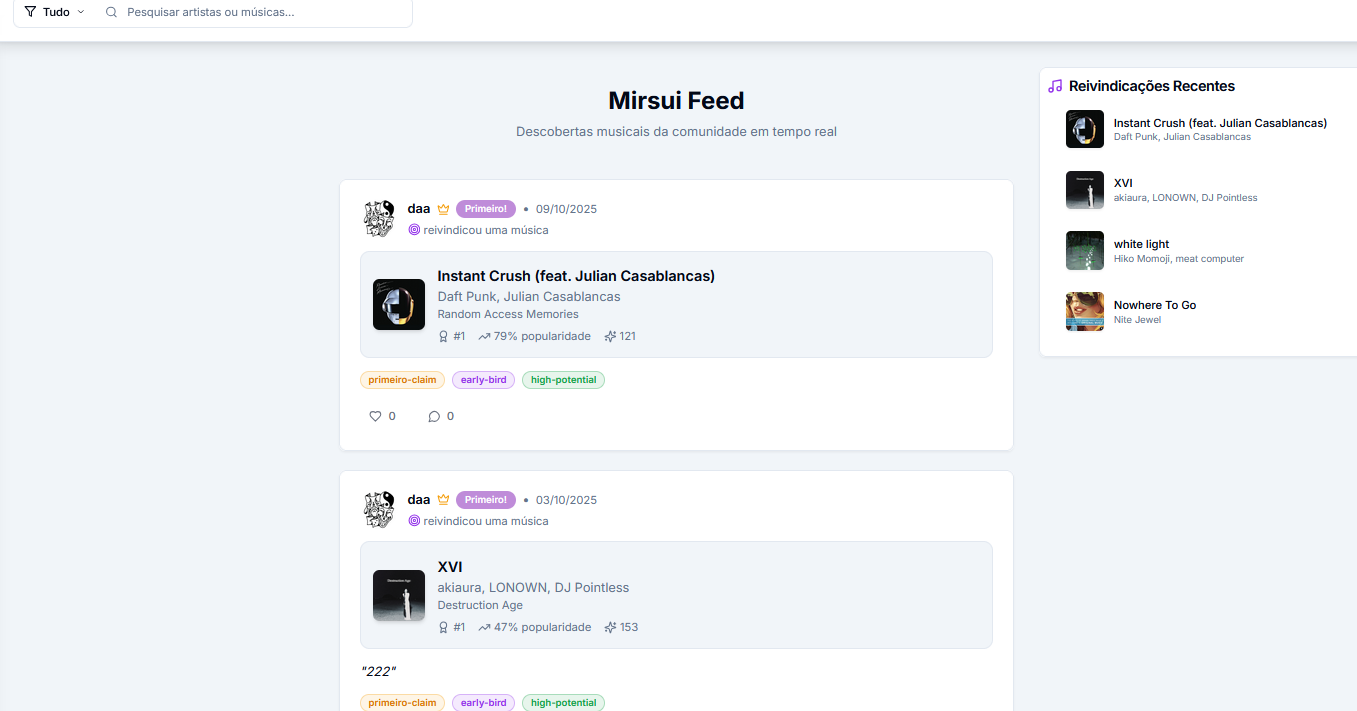 Tudo
Pesquisar artistas ou músicas...
Mirsui Feed
Descobertas musicais da comunidade em tempo real
daa Primeiro! • 09/10/2025
reivindicou uma música
Instant Crush (feat. Julian Casablancas)
Daft Punk, Julian Casablancas
Random Access Memories
#1 79% popularidade 121
primeiro-claim early-bird high-potential
0 0
daa Primeiro! • 03/10/2025
reivindicou uma música
XVI
akiaura, LONOWN, DJ Pointless
Destruction Age
#1 47% popularidade 153
"222"
primeiro-claim early-bird high-potential
Reivindicações Recentes
Instant Crush (feat. Julian Casablancas)
Daft Punk, Julian Casablancas
XVI
akiaura, LONOWN, DJ Pointless
white light
Hiko Momoji, meat computer
Nowhere To Go
Nite Jewel